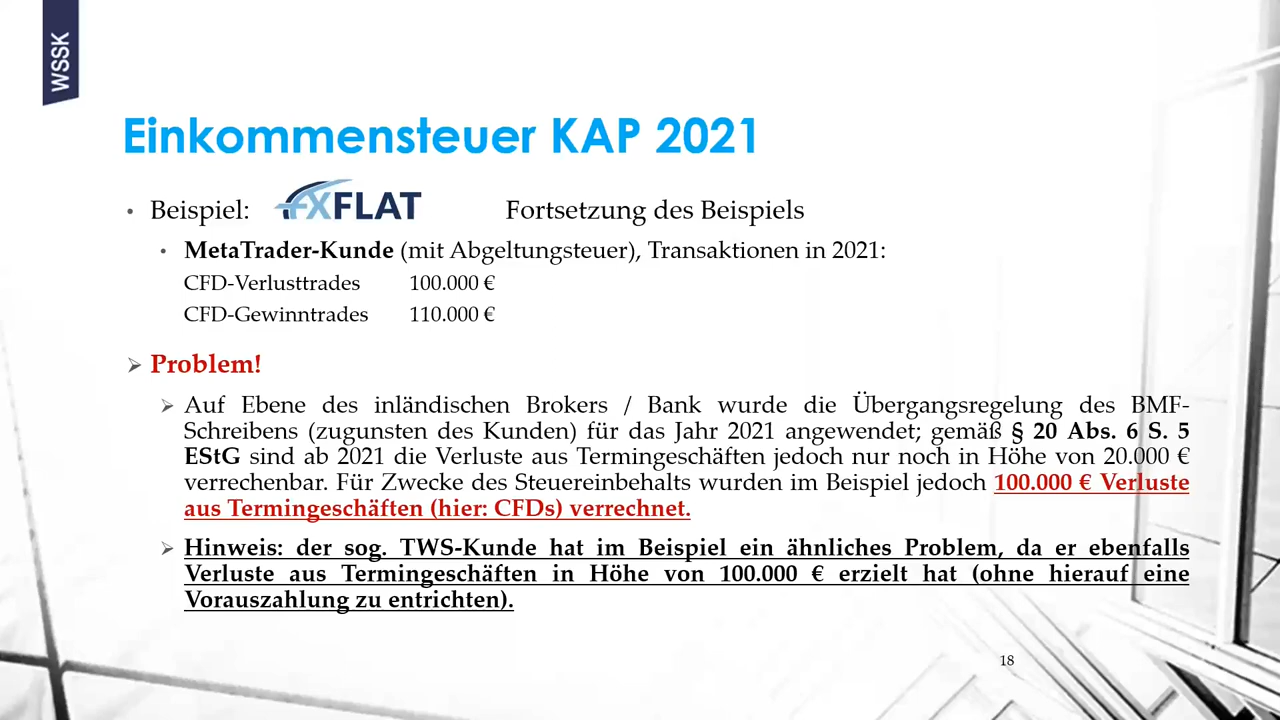 WSSK
Einkommensteuer KAP 2021
• Beispiel: FXFLAT Fortsetzung des Beispiels
• MetaTrader-Kunde (mit Abgeltungsteuer), Transaktionen in 2021:
CFD-Verlusttrades 100.000 €
CFD-Gewinntrades 110.000 €
➢ Problem!
➢ Auf Ebene des inländischen Brokers / Bank wurde die Übergangsregelung des BMF-
Schreibens (zugunsten des Kunden) für das Jahr 2021 angewendet; gemäß § 20 Abs. 6 S. 5
EStG sind ab 2021 die Verluste aus Termingeschäften jedoch nur noch in Höhe von 20.000 €
verrechenbar. Für Zwecke des Steuereinbehalts wurden im Beispiel jedoch 100.000 € Verluste
aus Termingeschäften (hier: CFDs) verrechnet.
➢ Hinweis: der sog. TWS-Kunde hat im Beispiel ein ähnliches Problem, da er ebenfalls
Verluste aus Termingeschäften in Höhe von 100.000 € erzielt hat (ohne hierauf eine
Vorauszahlung zu entrichten).
18